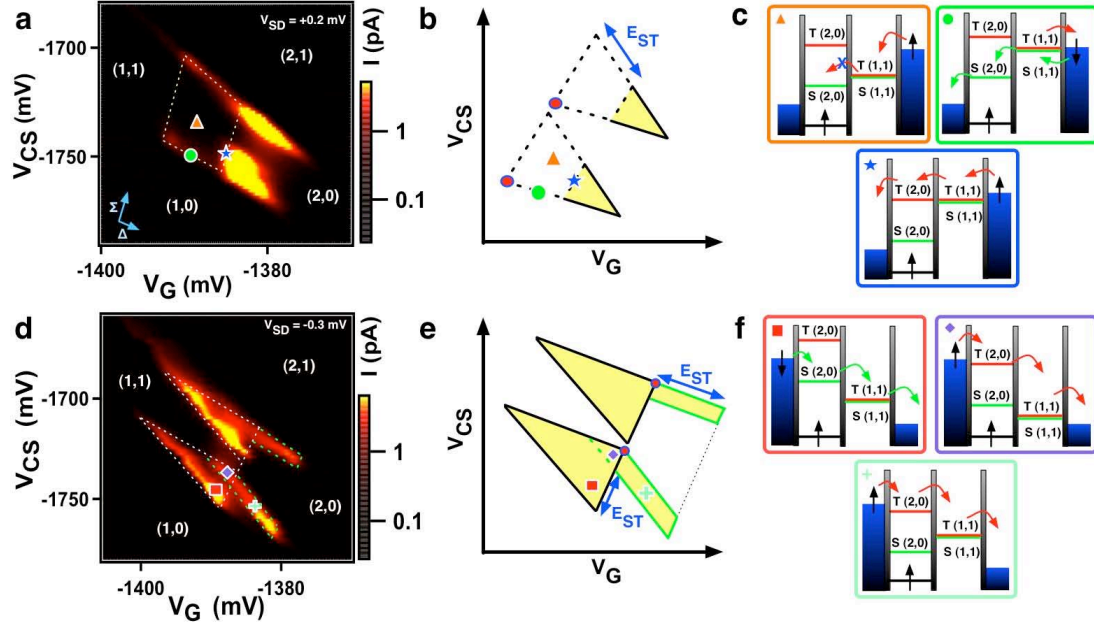 a
V_SD = +0.2 mV
-1700
-1750
V_CS (mV)
(1,1)
(2,1)
(1,0)
(2,0)
Σ
Δ
-1400
-1380
V_G (mV)
I (pA)
1
0.1
b
E_ST
V_CS
V_G
c
T (2,0)
T (1,1)
X
S (2,0)
S (1,1)
T (2,0)
T (1,1)
S (2,0)
S (1,1)
T (2,0)
T (1,1)
S (1,1)
S (2,0)
d
V_SD = -0.3 mV
-1700
-1750
V_CS (mV)
(1,1)
(2,1)
(1,0)
(2,0)
-1400
-1380
V_G (mV)
I (pA)
1
0.1
e
E_ST
E_ST
V_CS
V_G
f
T (2,0)
S (2,0)
T (1,1)
S (1,1)
T (2,0)
S (2,0)
T (1,1)
S (1,1)
T (2,0)
T (1,1)
S (2,0)
S (1,1)